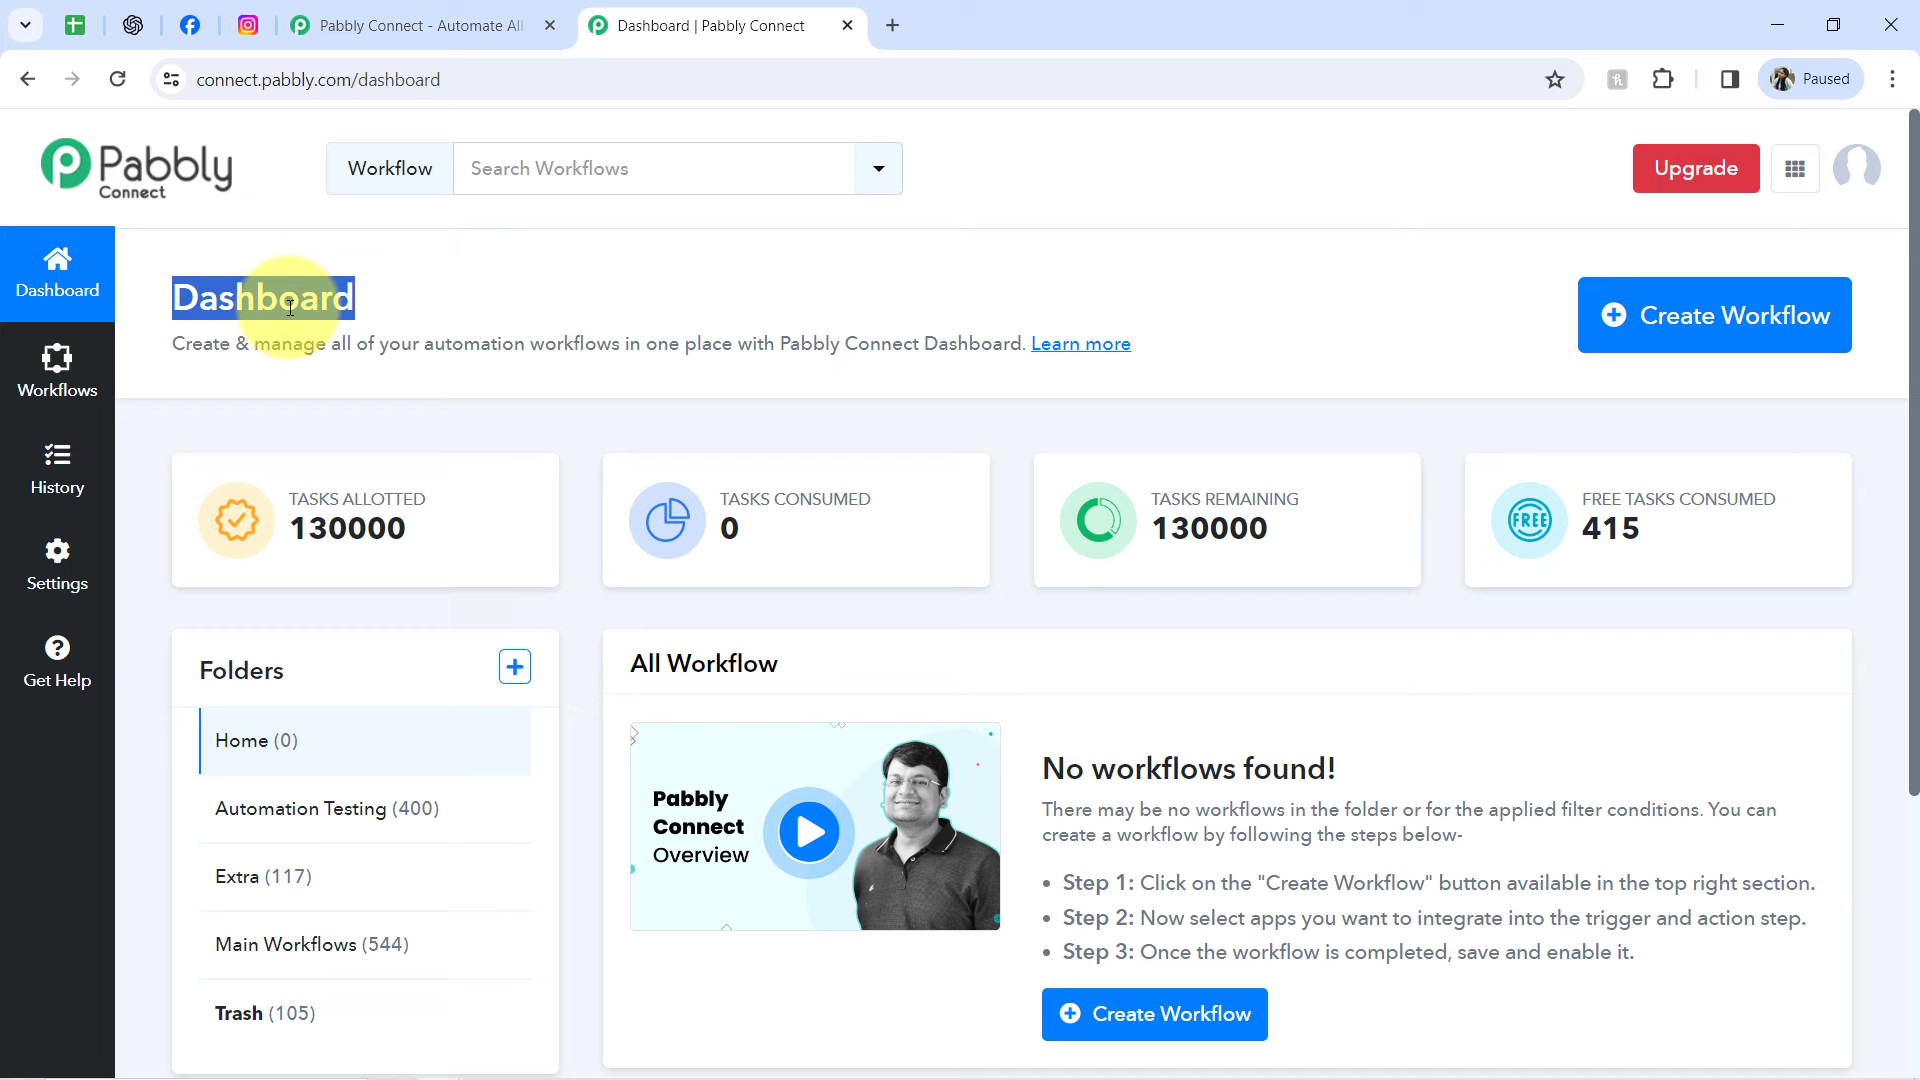 Pabbly Connect - Automate All
Dashboard | Pabbly Connect
connect.pabbly.com/dashboard
Paused
Pabbly
Connect
Workflow
Search Workflows
Upgrade
Dashboard
Workflows
History
Settings
Get Help
Dashboard
Create & manage all of your automation workflows in one place with Pabbly Connect Dashboard. Learn more
Create Workflow
TASKS ALLOTTED
130000
TASKS CONSUMED
0
TASKS REMAINING
130000
FREE
FREE TASKS CONSUMED
415
Folders
Home (0)
Automation Testing (400)
Extra (117)
Main Workflows (544)
Trash (105)
All Workflow
Pabbly
Connect
Overview
No workflows found!
There may be no workflows in the folder or for the applied filter conditions. You can
create a workflow by following the steps below-
• Step 1: Click on the "Create Workflow" button available in the top right section.
• Step 2: Now select apps you want to integrate into the trigger and action step.
• Step 3: Once the workflow is completed, save and enable it.
Create Workflow